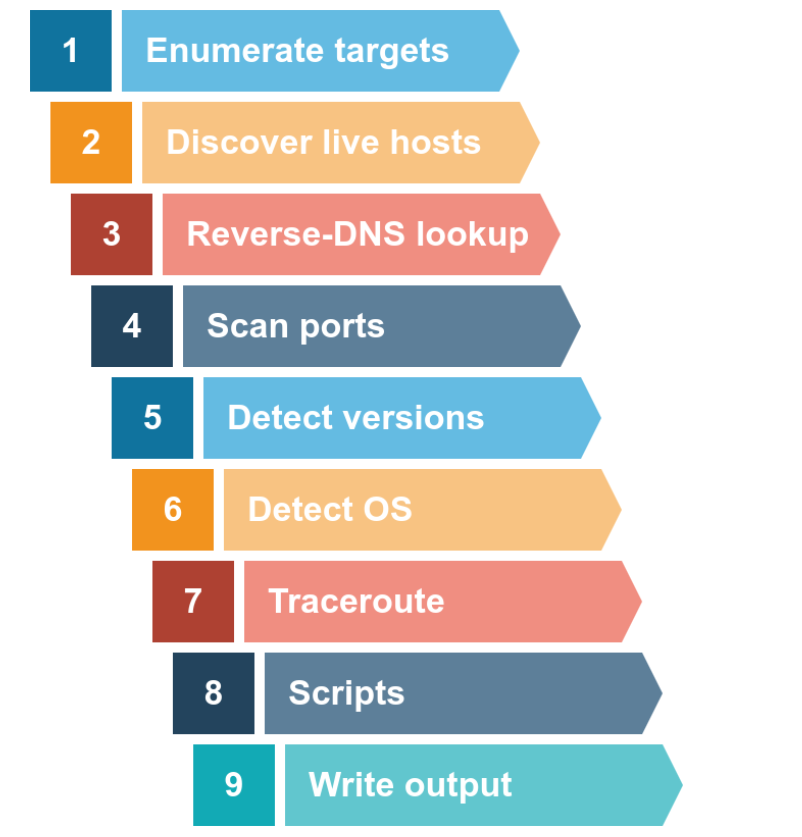 1 Enumerate targets
2 Discover live hosts
3 Reverse-DNS lookup
4 Scan ports
5 Detect versions
6 Detect OS
7 Traceroute
8 Scripts
9 Write output